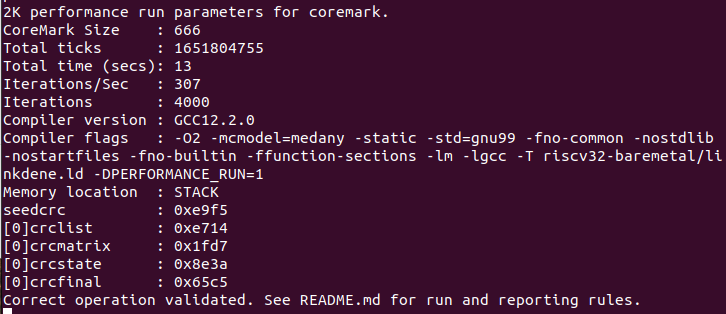 2K performance run parameters for coremark.
CoreMark Size    : 666
Total ticks      : 1651804755
Total time (secs): 13
Iterations/Sec   : 307
Iterations       : 4000
Compiler version : GCC12.2.0
Compiler flags   : -O2 -mcmodel=medany -static -std=gnu99 -fno-common -nostdlib
-nostartfiles -fno-builtin -ffunction-sections -lm -lgcc -T riscv32-baremetal/li
nkdene.ld -DPERFORMANCE_RUN=1
Memory location  : STACK
seedcrc          : 0xe9f5
[0]crclist       : 0xe714
[0]crcmatrix     : 0x1fd7
[0]crcstate      : 0x8e3a
[0]crcfinal      : 0x65c5
Correct operation validated. See README.md for run and reporting rules.